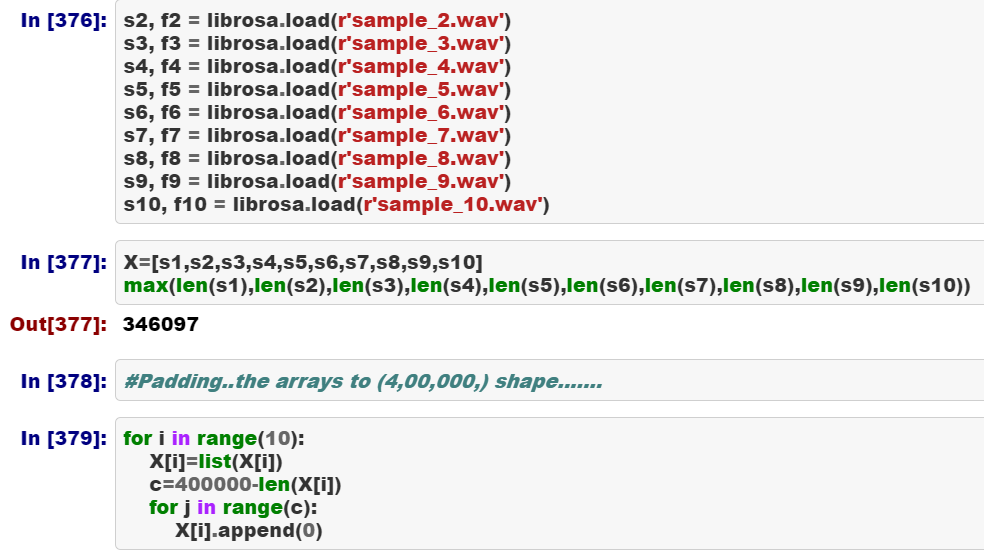 In [376]: s2, f2 = librosa.load(r'sample_2.wav')
s3, f3 = librosa.load(r'sample_3.wav')
s4, f4 = librosa.load(r'sample_4.wav')
s5, f5 = librosa.load(r'sample_5.wav')
s6, f6 = librosa.load(r'sample_6.wav')
s7, f7 = librosa.load(r'sample_7.wav')
s8, f8 = librosa.load(r'sample_8.wav')
s9, f9 = librosa.load(r'sample_9.wav')
s10, f10 = librosa.load(r'sample_10.wav')
In [377]: X=[s1,s2,s3,s4,s5,s6,s7,s8,s9,s10]
max(len(s1),len(s2),len(s3),len(s4),len(s5),len(s6),len(s7),len(s8),len(s9),len(s10))
Out[377]: 346097
In [378]: #Padding..the arrays to (4,00,000,) shape.......
In [379]: for i in range(10):
    X[i]=list(X[i])
    c=400000-len(X[i])
    for j in range(c):
        X[i].append(0)